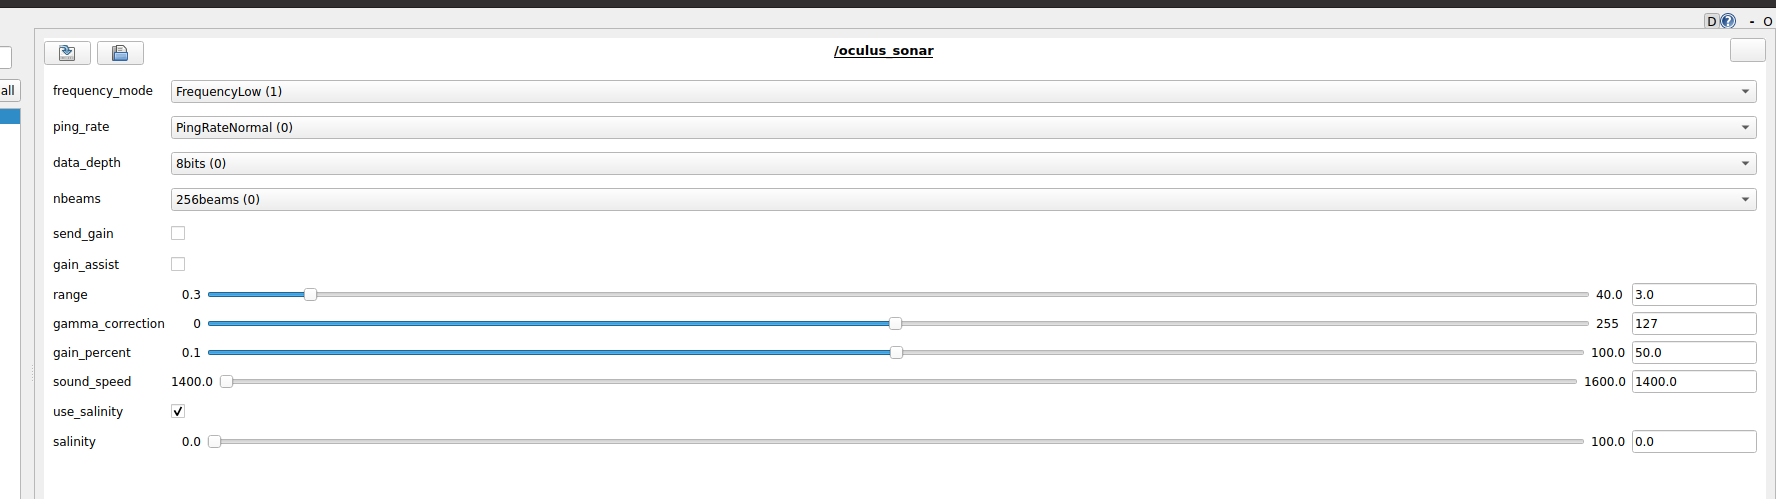 D ? - O
/oculus_sonar
all
frequency_mode FrequencyLow (1)
ping_rate PingRateNormal (0)
data_depth 8bits (0)
nbeams 256beams (0)
send_gain
gain_assist
range 0.3 40.0 3.0
gamma_correction 0 255 127
gain_percent 0.1 100.0 50.0
sound_speed 1400.0 1600.0 1400.0
use_salinity
salinity 0.0 100.0 0.0